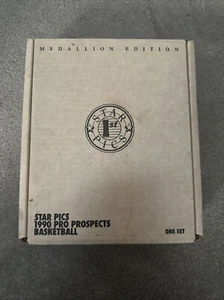 MEDALLION EDITION
STAR
1st
PICS
STAR PICS
1990 PRO PROSPECTS
BASKETBALL
ONE SET